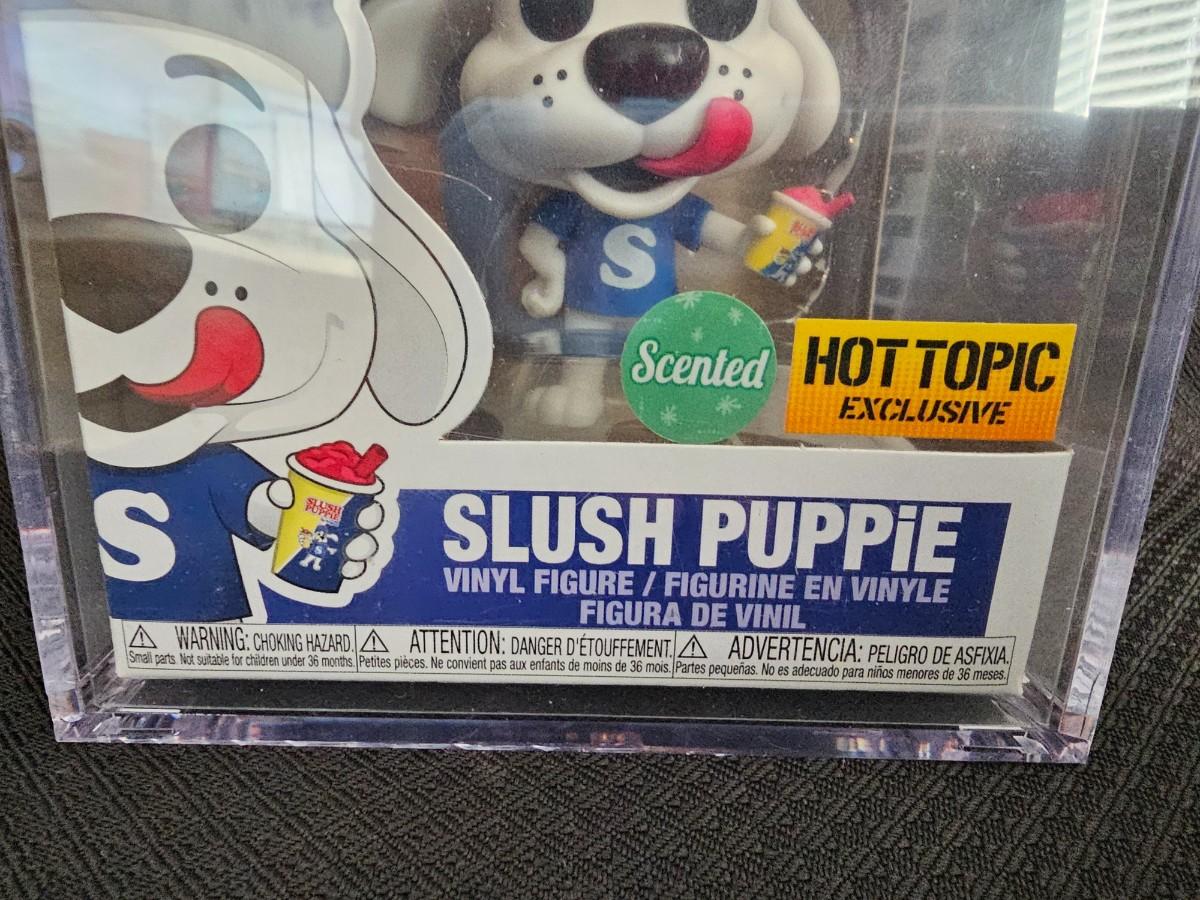 S
Scented
HOT TOPIC
EXCLUSIVE
S
SLUSH
PUPPIE
SLUSH PUPPiE
VINYL FIGURE / FIGURINE EN VINYLE
FIGURA DE VINIL
WARNING: CHOKING HAZARD.
Small parts. Not suitable for children under 36 months.
ATTENTION: DANGER D'ÉTOUFFEMENT.
Petites pièces. Ne convient pas aux enfants de moins de 36 mois.
ADVERTENCIA: PELIGRO DE ASFIXIA.
Partes pequeñas. No es adecuado para niños menores de 36 meses.